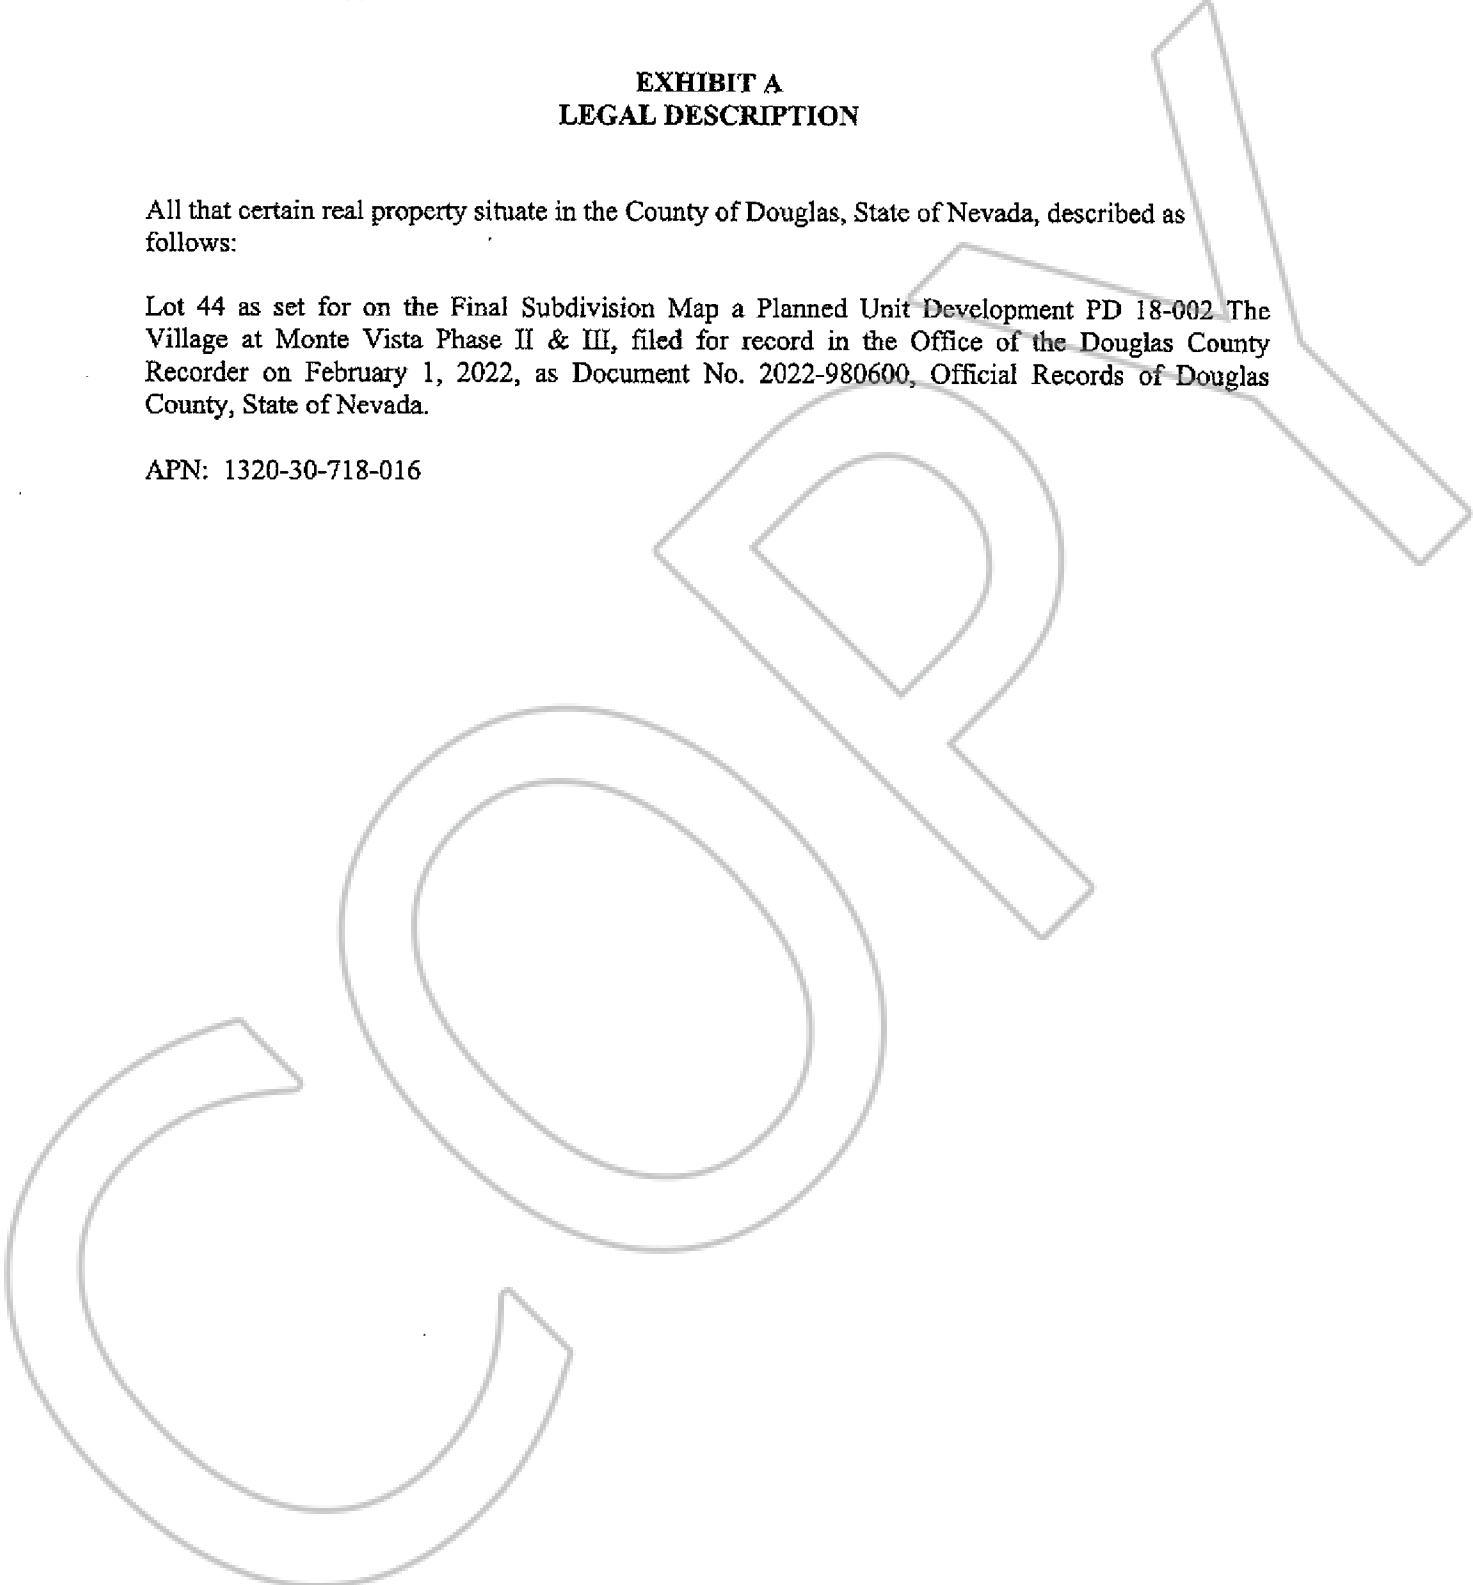 EXHIBIT A
LEGAL DESCRIPTION
All that certain real property situate in the County of Douglas, State of Nevada, described as
follows:
Lot 44 as set for on the Final Subdivision Map a Planned Unit Development PD 18-002 The
Village at Monte Vista Phase II & III, filed for record in the Office of the Douglas County
Recorder on February 1, 2022, as Document No. 2022-980600, Official Records of Douglas
County, State of Nevada.
APN: 1320-30-718-016
COPY